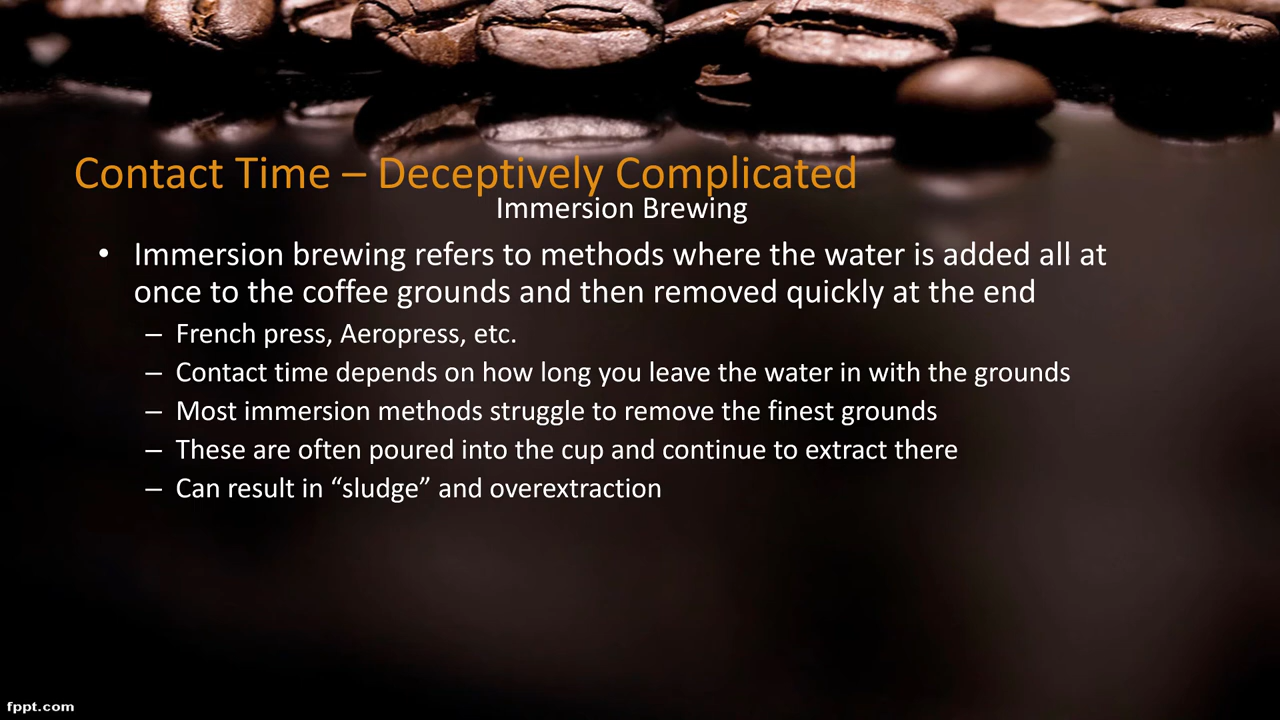 Contact Time – Deceptively Complicated
Immersion Brewing
• Immersion brewing refers to methods where the water is added all at
once to the coffee grounds and then removed quickly at the end
– French press, Aeropress, etc.
– Contact time depends on how long you leave the water in with the grounds
– Most immersion methods struggle to remove the finest grounds
– These are often poured into the cup and continue to extract there
– Can result in “sludge” and overextraction
fppt.com